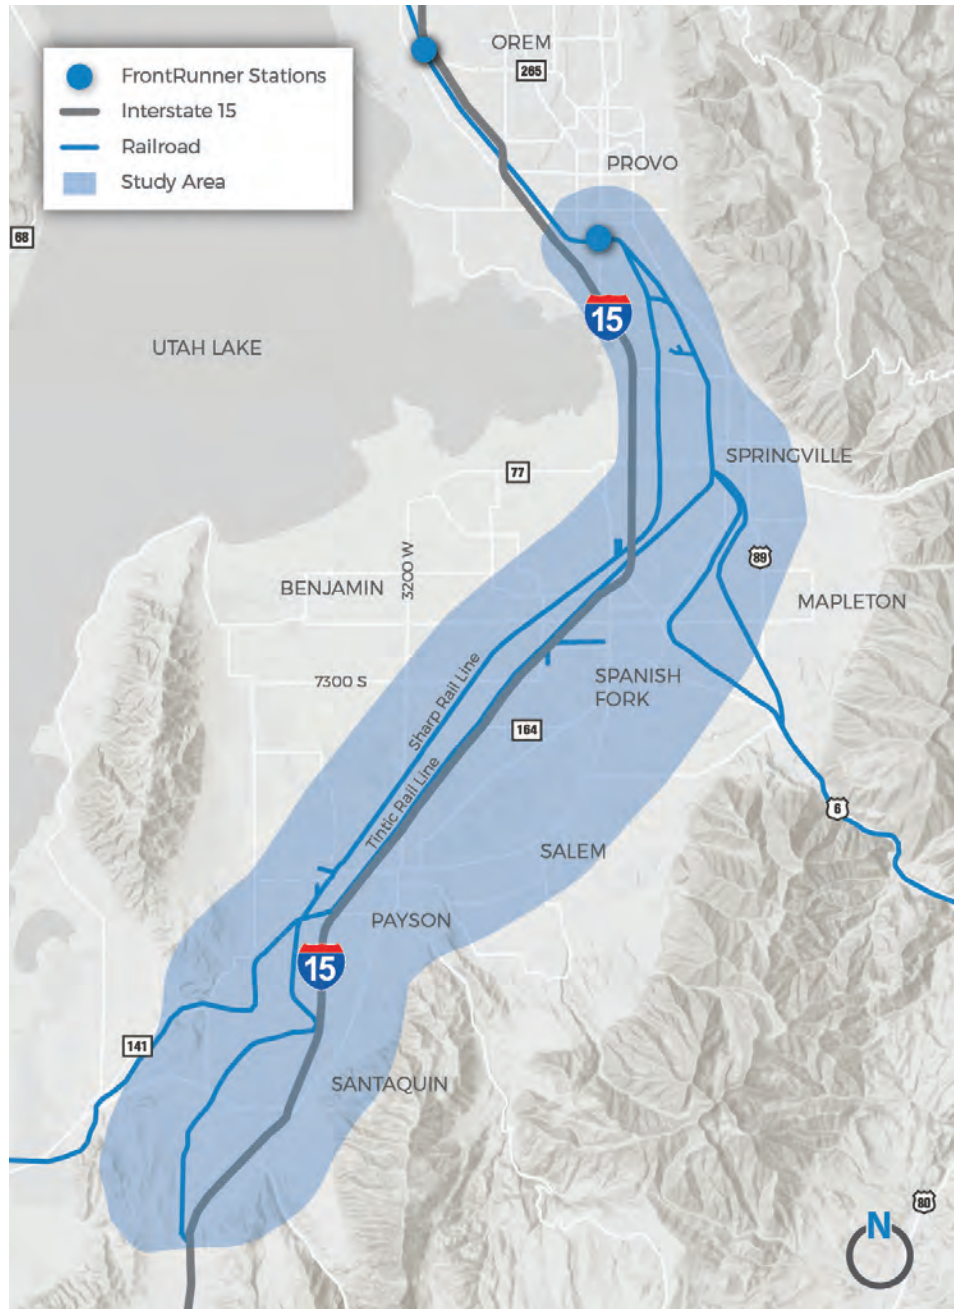 OREM
265
FrontRunner Stations
Interstate 15
Railroad
Study Area
PROVO
68
15
UTAH LAKE
SPRINGVILLE
77
3200 W
89
BENJAMIN
MAPLETON
7300 S
SPANISH
FORK
Sharp Rail Line
164
Tintic Rail Line
6
SALEM
PAYSON
15
141
SANTAQUIN
80
N